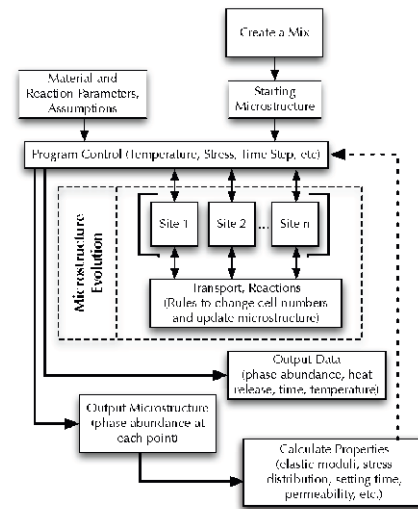 Create a Mix
Material and
Reaction Parameters,
Assumptions
Starting
Microstructure
Program Control (Temperature, Stress, Time Step, etc)
Microstructure
Evolution
Site 1
Site 2
...
Site n
Transport, Reactions
(Rules to change cell numbers
and update microstructure)
Output Data
(phase abundance, heat
release, time, temperature)
Output Microstructure
(phase abundance at
each point)
Calculate Properties
(elastic moduli, stress
distribution, setting time,
permeability, etc.)